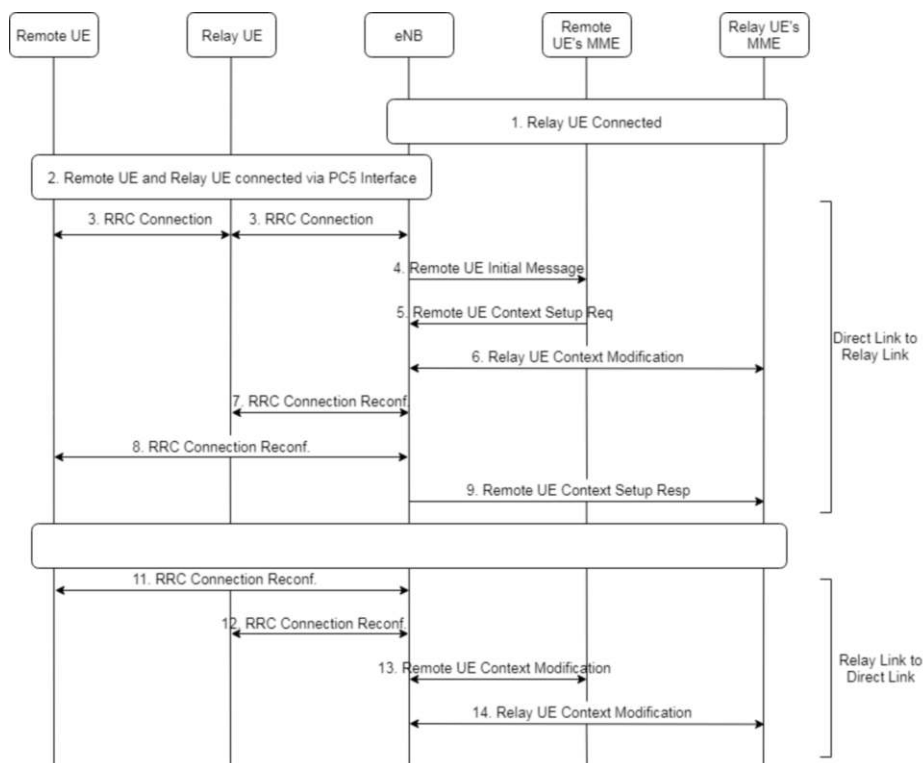 Remote UE
Relay UE
eNB
Remote
UE's MME
Relay UE's
MME
1. Relay UE Connected
2. Remote UE and Relay UE connected via PC5 Interface
3. RRC Connection
3. RRC Connection
4. Remote UE Initial Message
5. Remote UE Context Setup Req
6. Relay UE Context Modification
Direct Link to
Relay Link
7. RRC Connection Reconf.
8. RRC Connection Reconf.
9. Remote UE Context Setup Resp
11. RRC Connection Reconf.
12. RRC Connection Reconf.
13. Remote UE Context Modification
Relay Link to
Direct Link
14. Relay UE Context Modification